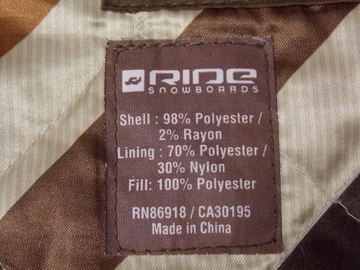 RIDE
SNOWBOARDS
Shell : 98% Polyester /
2% Rayon
Lining : 70% Polyester /
30% Nylon
Fill: 100% Polyester
RN86918 / CA30195
Made in China